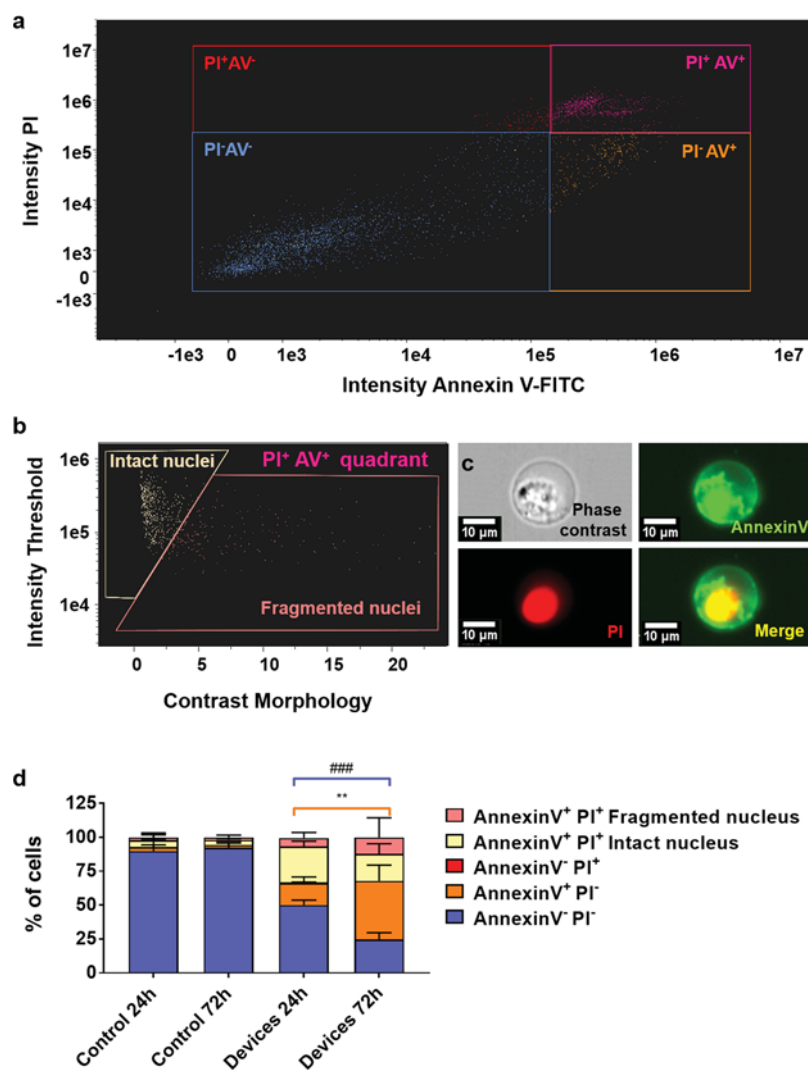 a
Intensity PI
1e7
1e6
1e5
1e4
1e3
0
-1e3
PI⁺AV⁻
PI⁺ AV⁺
PI⁻AV⁻
PI⁻ AV⁺
-1e3 0 1e3 1e4 1e5 1e6 1e7
Intensity Annexin V-FITC
b
Intensity Threshold
1e6
1e5
1e4
Intact nuclei
PI⁺ AV⁺ quadrant
Fragmented nuclei
0 5 10 15 20
Contrast Morphology
c
Phase
contrast
10 μm
AnnexinV
10 μm
PI
10 μm
Merge
10 μm
d
% of cells
125
100
75
50
25
0
###
**
Control 24h
Control 72h
Devices 24h
Devices 72h
AnnexinV⁺ PI⁺ Fragmented nucleus
AnnexinV⁺ PI⁺ Intact nucleus
AnnexinV⁻ PI⁺
AnnexinV⁺ PI⁻
AnnexinV⁻ PI⁻